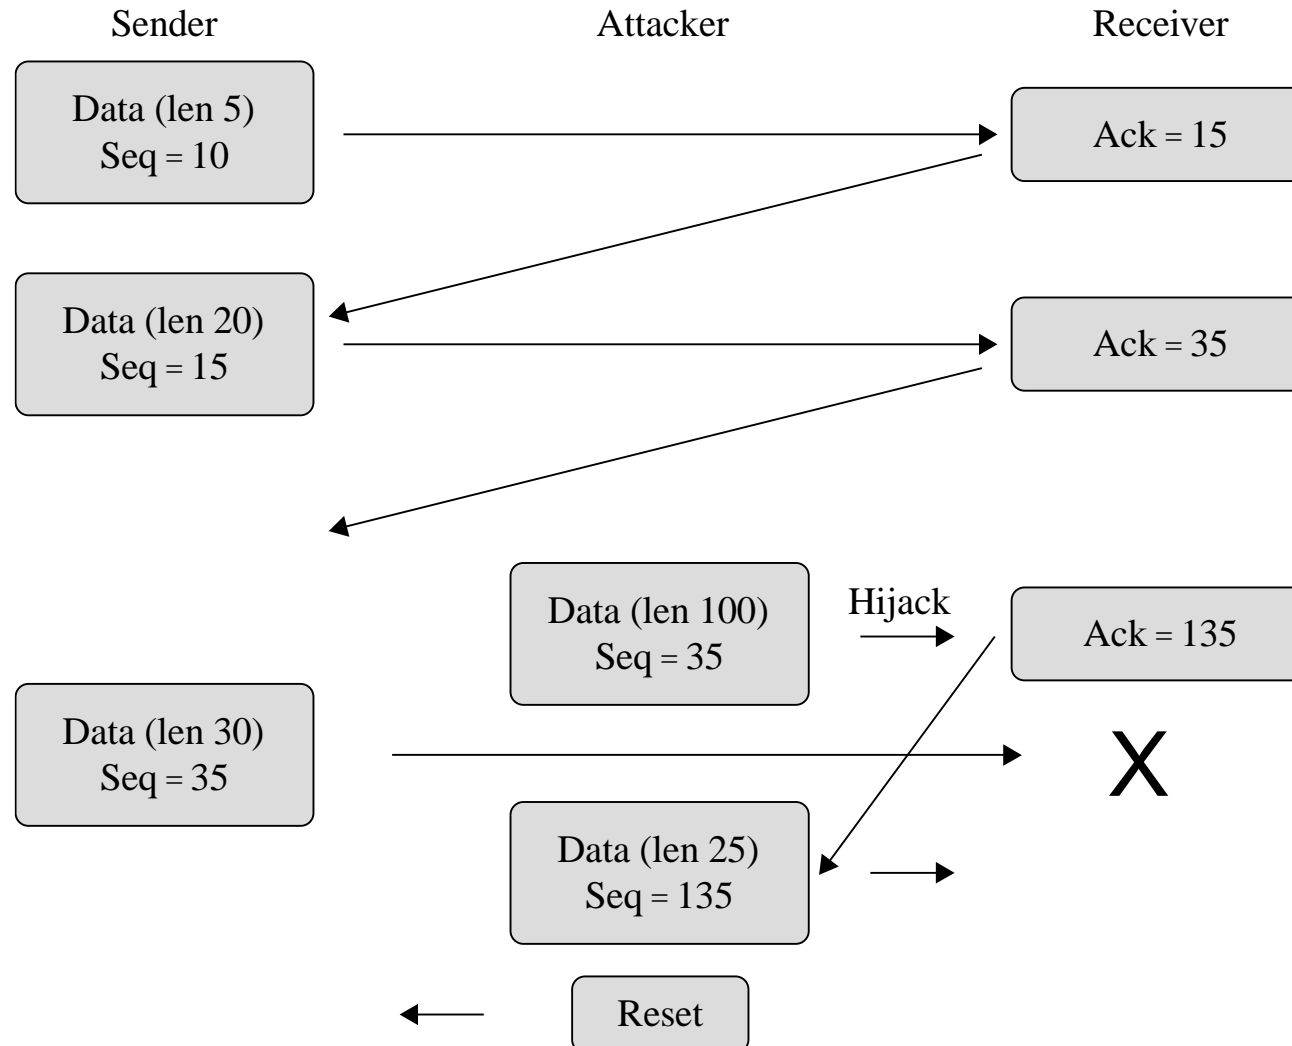 Sender
Attacker
Receiver
Data (len 5)
Seq = 10
Ack = 15
Data (len 20)
Seq = 15
Ack = 35
Data (len 100)
Seq = 35
Hijack
Ack = 135
Data (len 30)
Seq = 35
X
Data (len 25)
Seq = 135
Reset